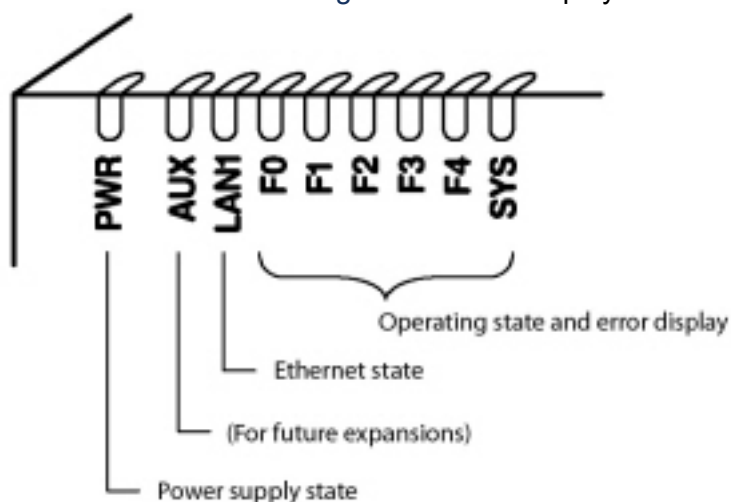 PWR AUX LAN1 F0 F1 F2 F3 F4 SYS
Operating state and error display
Ethernet state
(For future expansions)
Power supply state